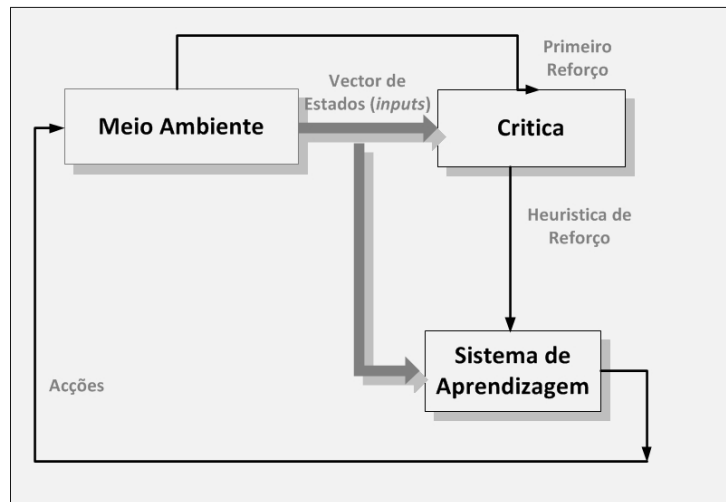 Primeiro
Reforço
Vector de
Estados (inputs)
Meio Ambiente
Critica
Heuristica de
Reforço
Sistema de
Aprendizagem
Acções